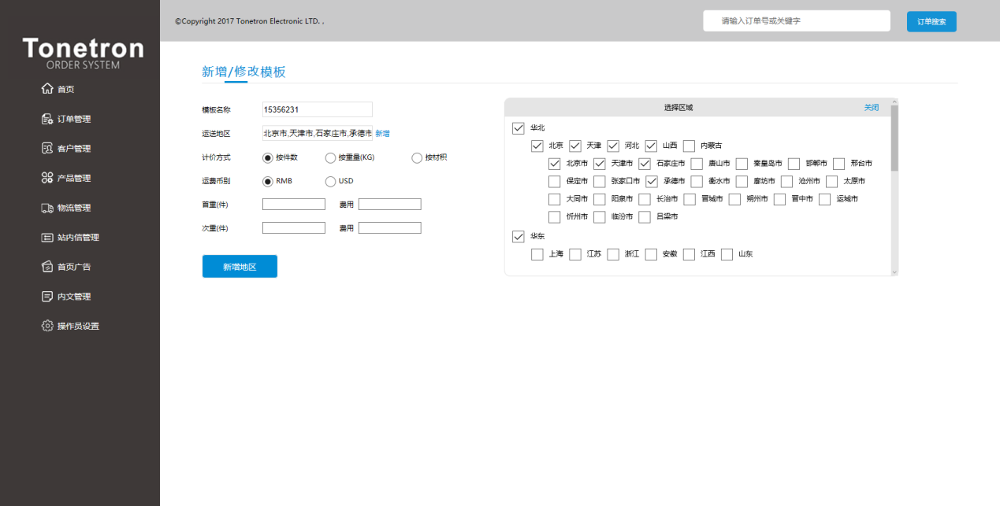 ©Copyright 2017 Tonetron Electronic LTD. ,
请输入订单号或关键字
订单搜索
Tonetron
ORDER SYSTEM
首页
订单管理
客户管理
产品管理
物流管理
站内信管理
首页广告
内文管理
操作员设置
新增/修改模板
模板名称 15356231
运送地区 北京市,天津市,石家庄市,承德市 新增
计价方式 按件数 按重量(KG) 按材积
运费币别 RMB USD
首重(件) 费用
次重(件) 费用
新增地区
选择区域 关闭
华北
北京 天津 河北 山西 内蒙古
北京市 天津市 石家庄市 唐山市 秦皇岛市 邯郸市 邢台市
保定市 张家口市 承德市 衡水市 廊坊市 沧州市 太原市
大同市 阳泉市 长治市 晋城市 朔州市 晋中市 运城市
忻州市 临汾市 吕梁市
华东
上海 江苏 浙江 安徽 江西 山东